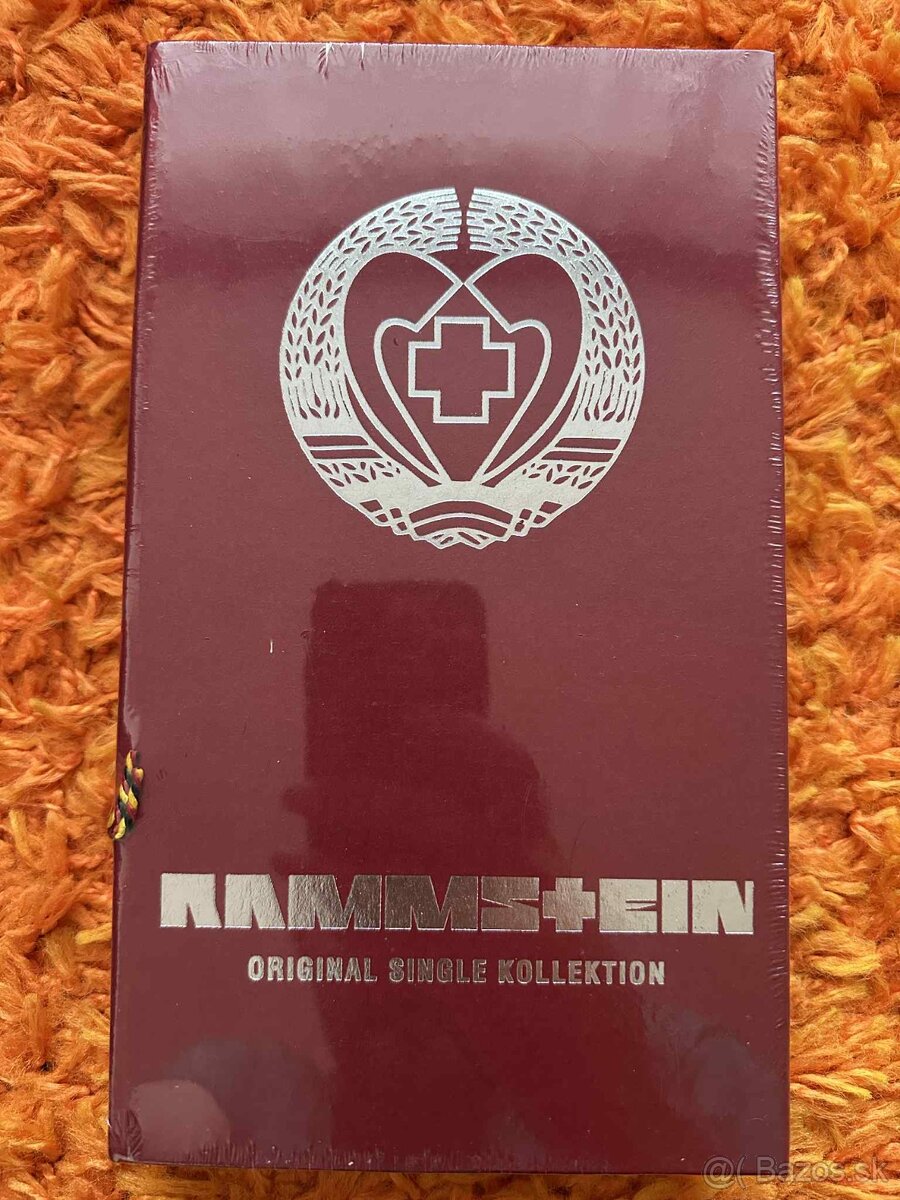 RAMMSTEIN
ORIGINAL SINGLE KOLLEKTION
@( Bazos.sk